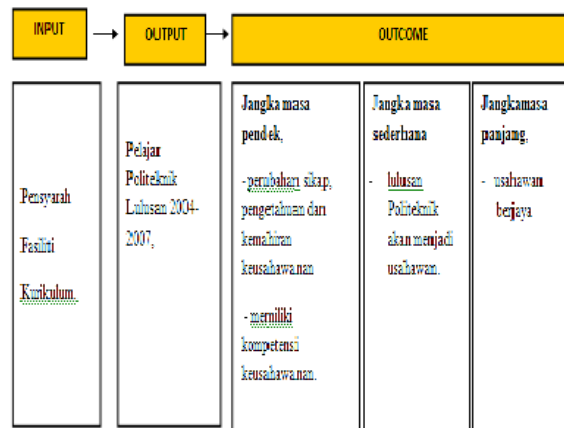 INPUT
OUTPUT
OUTCOME
Pensyarah
Fasiliti
Kurikulum.
Pelajar
Politeknik
Lulusan 2004-
2007,
Jangka masa
pendek,
- perubahan sikap,
pengetahuan dan
kemahiran
keusahawanan
- memiliki
kompetensi
keusahawanan.
Jangka masa
sederhana
- lulusan
Politeknik
akan menjadi
usahawan.
Jangkamasa
panjang,
- usahawan
berjaya